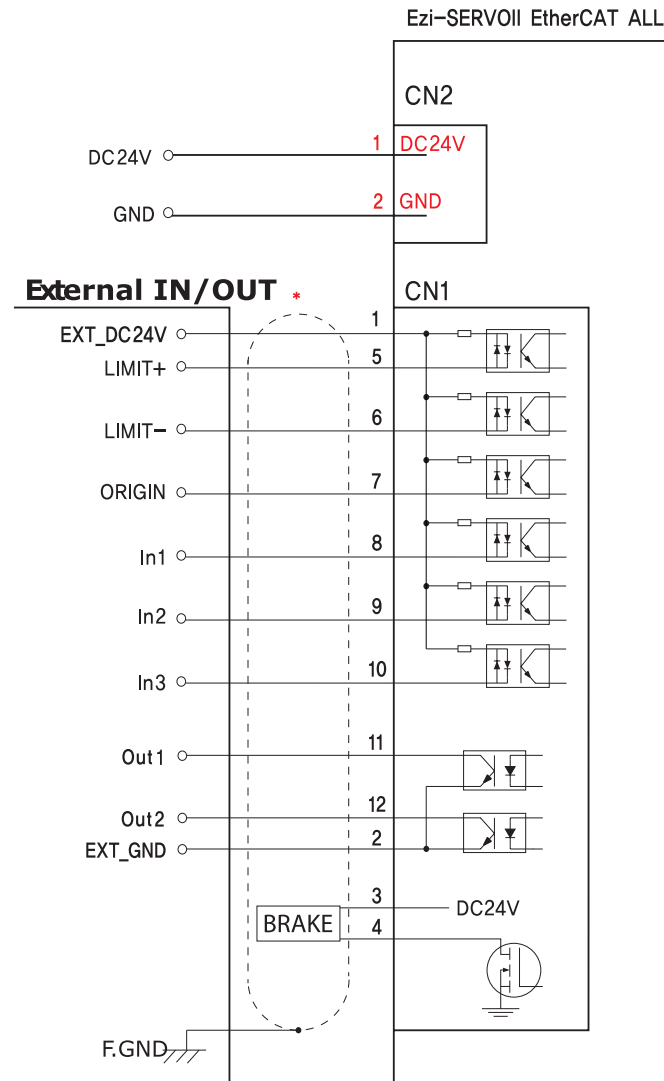 Ezi-SERVOII EtherCAT ALL
CN2
DC24V 1 DC24V
GND 2 GND
External IN/OUT * CN1
EXT_DC24V 1
LIMIT+ 5
LIMIT- 6
ORIGIN 7
In1 8
In2 9
In3 10
Out1 11
Out2 12
EXT_GND 2
3 DC24V
BRAKE 4
F.GND